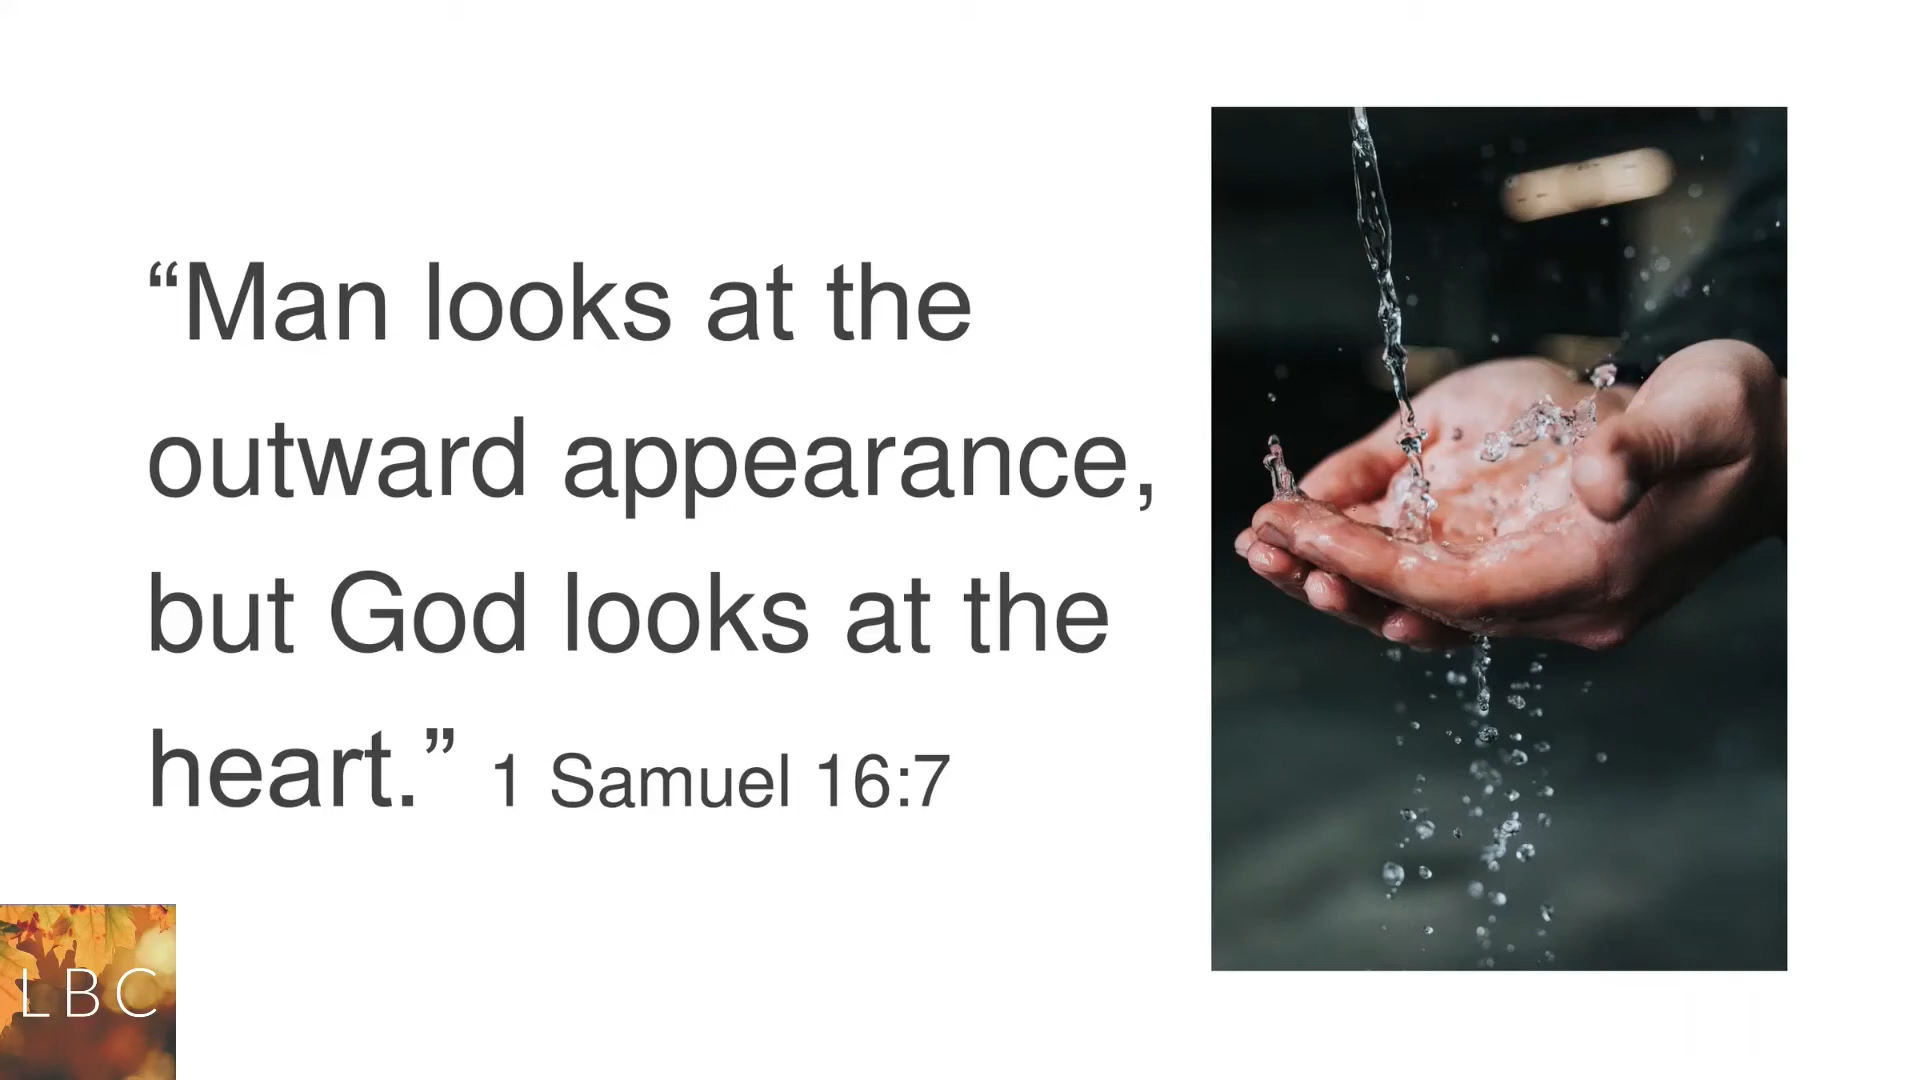 “Man looks at the
outward appearance,
but God looks at the
heart.” 1 Samuel 16:7
LBC